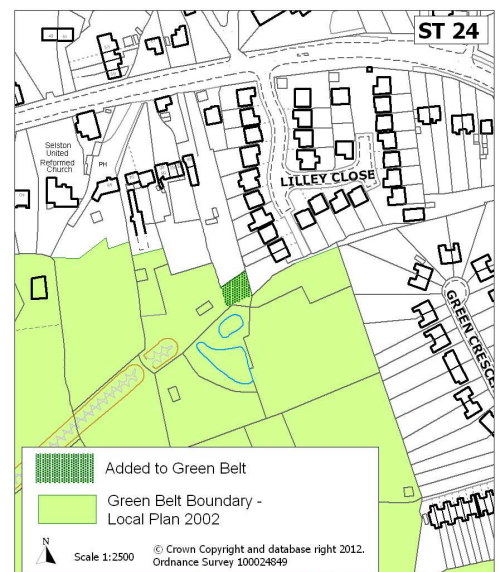 ST 24
Selston
United
Reformed
Church
PH
LILLEY CLOSE
GREEN CRESC
Added to Green Belt
Green Belt Boundary -
Local Plan 2002
N
Scale 1:2500
© Crown Copyright and database right 2012.
Ordnance Survey 100024849